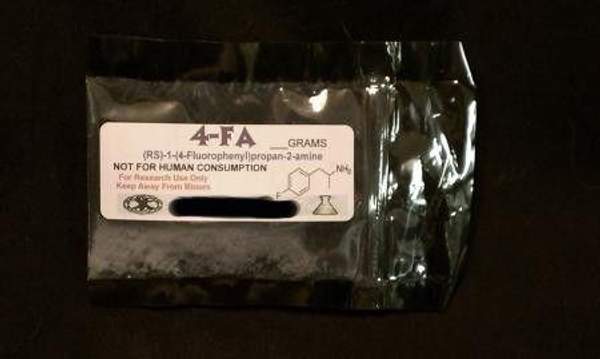 4-FA ___GRAMS
(RS)-1-(4-Fluorophenyl)propan-2-amine
NOT FOR HUMAN CONSUMPTION
For Research Use Only
Keep Away From Minors
NH2
F